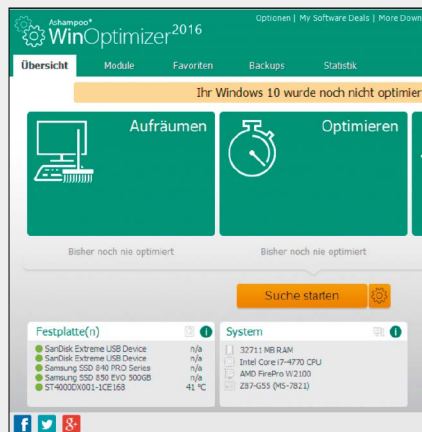 Ashampoo®
WinOptimizer 2016
Optionen | My Software Deals | More Down
Übersicht Module Favoriten Backups Statistik
Ihr Windows 10 wurde noch nicht optimier
Aufräumen
Optimieren
Bisher noch nie optimiert
Bisher noch nie optimiert
Suche starten
Festplatte(n)
SanDisk Extreme USB Device n/a
SanDisk Extreme USB Device n/a
Samsung SSD 840 PRO Series n/a
Samsung SSD 850 EVO 500GB n/a
ST4000DX001-1CE168 41 °C
System
32711 MB RAM
Intel Core i7-4770 CPU
AMD FirePro W2100
Z87-G55 (MS-7821)
f
g+